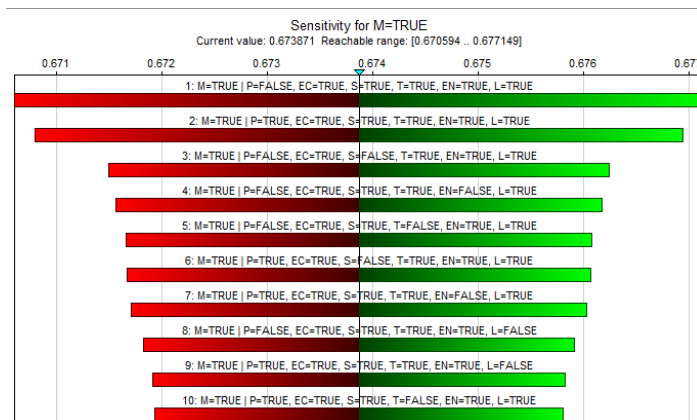 Sensitivity for M=TRUE
Current value: 0.673871 Reachable range: [0.670594 .. 0.677149]
0.671 0.672 0.673 0.674 0.675 0.676 0.677
1: M=TRUE | P=FALSE, EC=TRUE, S=TRUE, T=TRUE, EN=TRUE, L=TRUE
2: M=TRUE | P=TRUE, EC=TRUE, S=TRUE, T=TRUE, EN=TRUE, L=TRUE
3: M=TRUE | P=FALSE, EC=TRUE, S=FALSE, T=TRUE, EN=TRUE, L=TRUE
4: M=TRUE | P=FALSE, EC=TRUE, S=TRUE, T=TRUE, EN=FALSE, L=TRUE
5: M=TRUE | P=FALSE, EC=TRUE, S=TRUE, T=FALSE, EN=TRUE, L=TRUE
6: M=TRUE | P=TRUE, EC=TRUE, S=FALSE, T=TRUE, EN=TRUE, L=TRUE
7: M=TRUE | P=TRUE, EC=TRUE, S=TRUE, T=TRUE, EN=FALSE, L=TRUE
8: M=TRUE | P=FALSE, EC=TRUE, S=TRUE, T=TRUE, EN=TRUE, L=FALSE
9: M=TRUE | P=TRUE, EC=TRUE, S=TRUE, T=TRUE, EN=TRUE, L=FALSE
10: M=TRUE | P=TRUE, EC=TRUE, S=TRUE, T=FALSE, EN=TRUE, L=TRUE